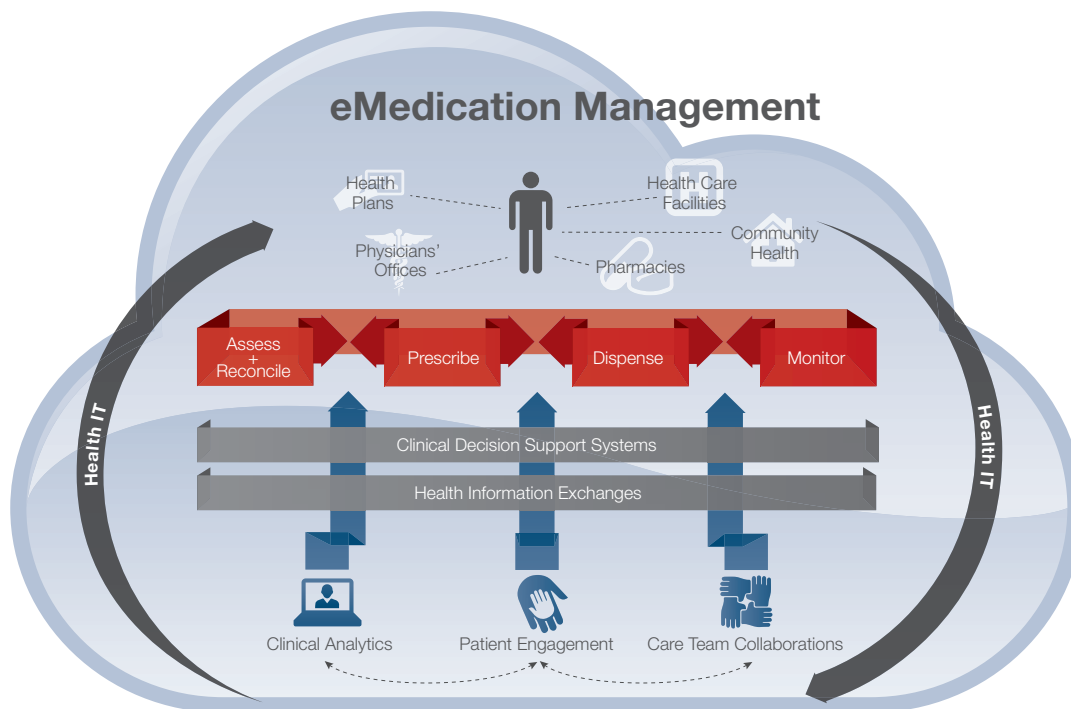 eMedication Management
Health
Plans
Health Care
Facilities
H
Community
Health
Physicians'
Offices
Pharmacies
Assess
+
Reconcile
Prescribe
Dispense
Monitor
Health IT
Health IT
Clinical Decision Support Systems
Health Information Exchanges
Clinical Analytics
Patient Engagement
Care Team Collaborations